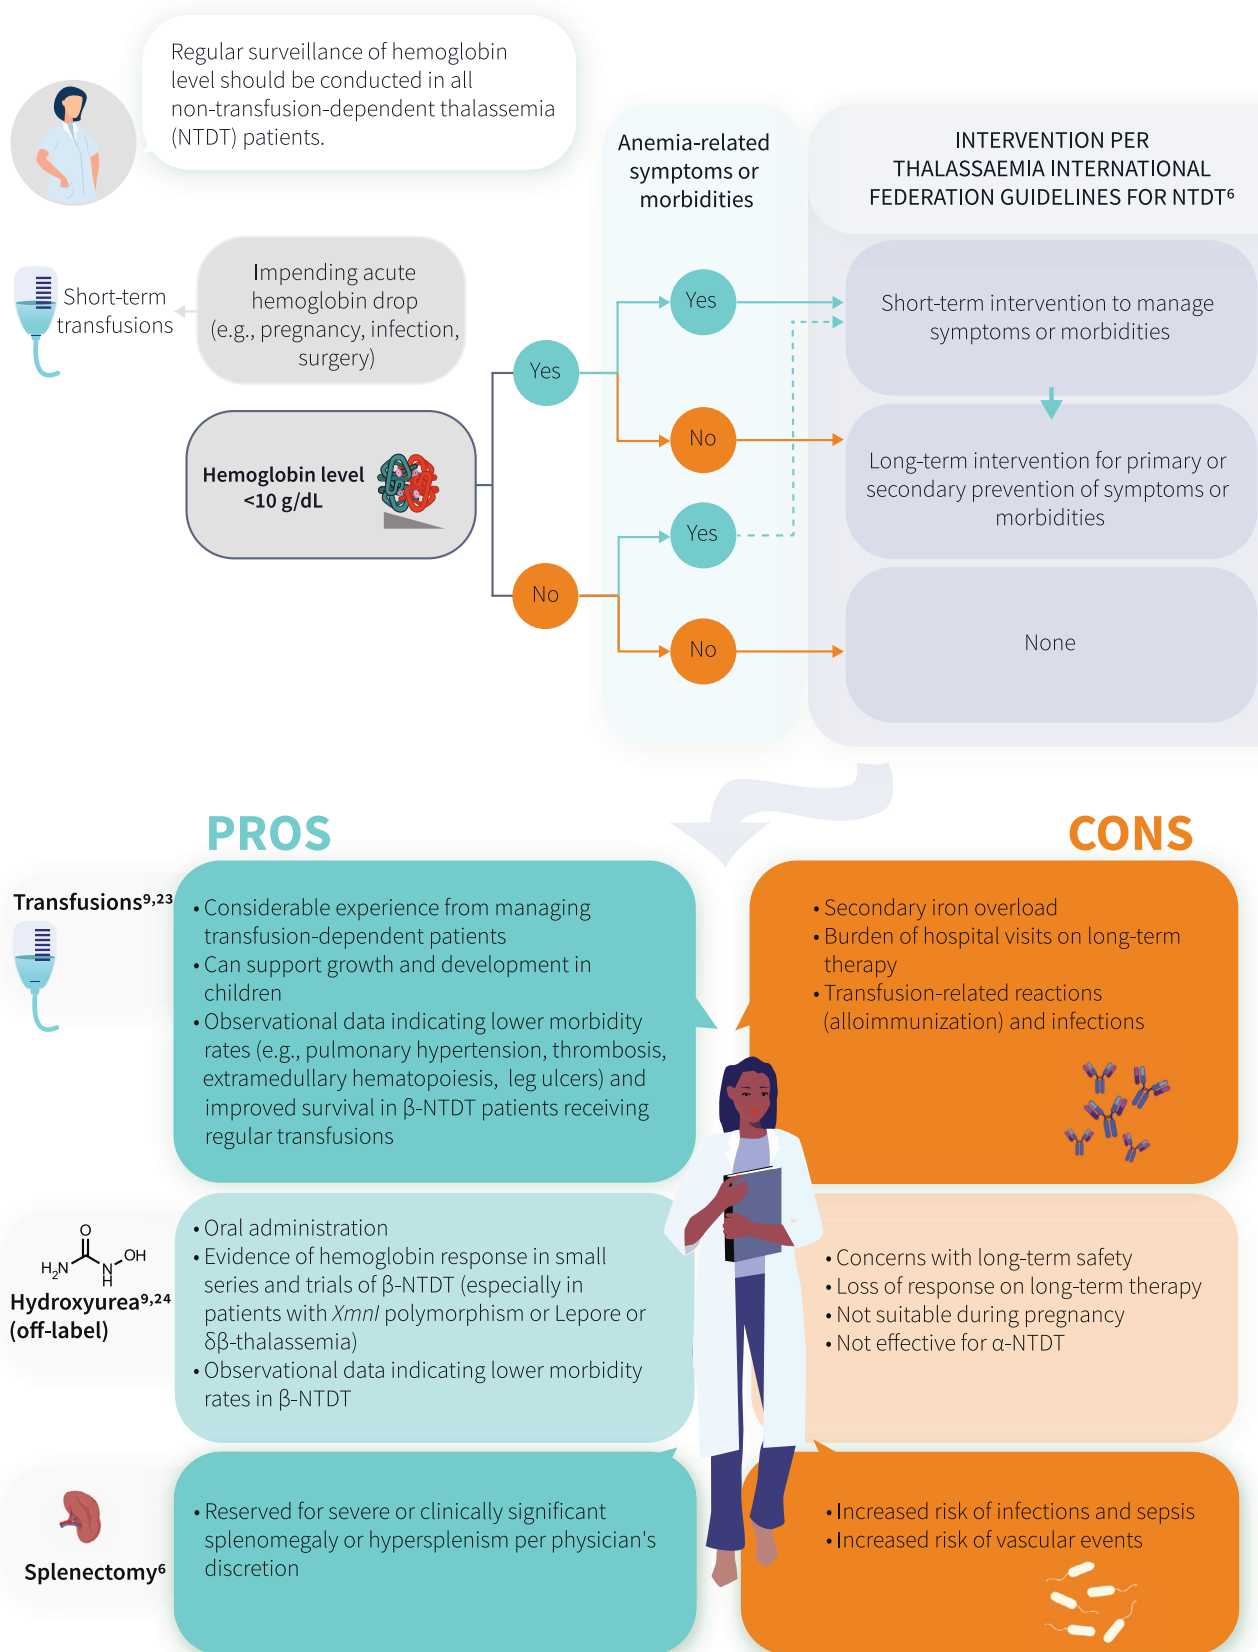 Regular surveillance of hemoglobin
level should be conducted in all
non-transfusion-dependent thalassemia
(NTDT) patients.
Anemia-related
symptoms or
morbidities
INTERVENTION PER
THALASSAEMIA INTERNATIONAL
FEDERATION GUIDELINES FOR NTDT⁶
Short-term
transfusions
Impending acute
hemoglobin drop
(e.g., pregnancy, infection,
surgery)
Hemoglobin level
<10 g/dL
Yes
No
Yes
No
Yes
No
Short-term intervention to manage
symptoms or morbidities
Long-term intervention for primary or
secondary prevention of symptoms or
morbidities
None
PROS
CONS
Transfusions⁹,²³
• Considerable experience from managing
transfusion-dependent patients
• Can support growth and development in
children
• Observational data indicating lower morbidity
rates (e.g., pulmonary hypertension, thrombosis,
extramedullary hematopoiesis, leg ulcers) and
improved survival in β-NTDT patients receiving
regular transfusions
• Secondary iron overload
• Burden of hospital visits on long-term
therapy
• Transfusion-related reactions
(alloimmunization) and infections
O
H₂N
N
H
OH
Hydroxyurea⁹,²⁴
(off-label)
• Oral administration
• Evidence of hemoglobin response in small
series and trials of β-NTDT (especially in
patients with XmnI polymorphism or Lepore or
δβ-thalassemia)
• Observational data indicating lower morbidity
rates in β-NTDT
• Concerns with long-term safety
• Loss of response on long-term therapy
• Not suitable during pregnancy
• Not effective for α-NTDT
Splenectomy⁶
• Reserved for severe or clinically significant
splenomegaly or hypersplenism per physician's
discretion
• Increased risk of infections and sepsis
• Increased risk of vascular events